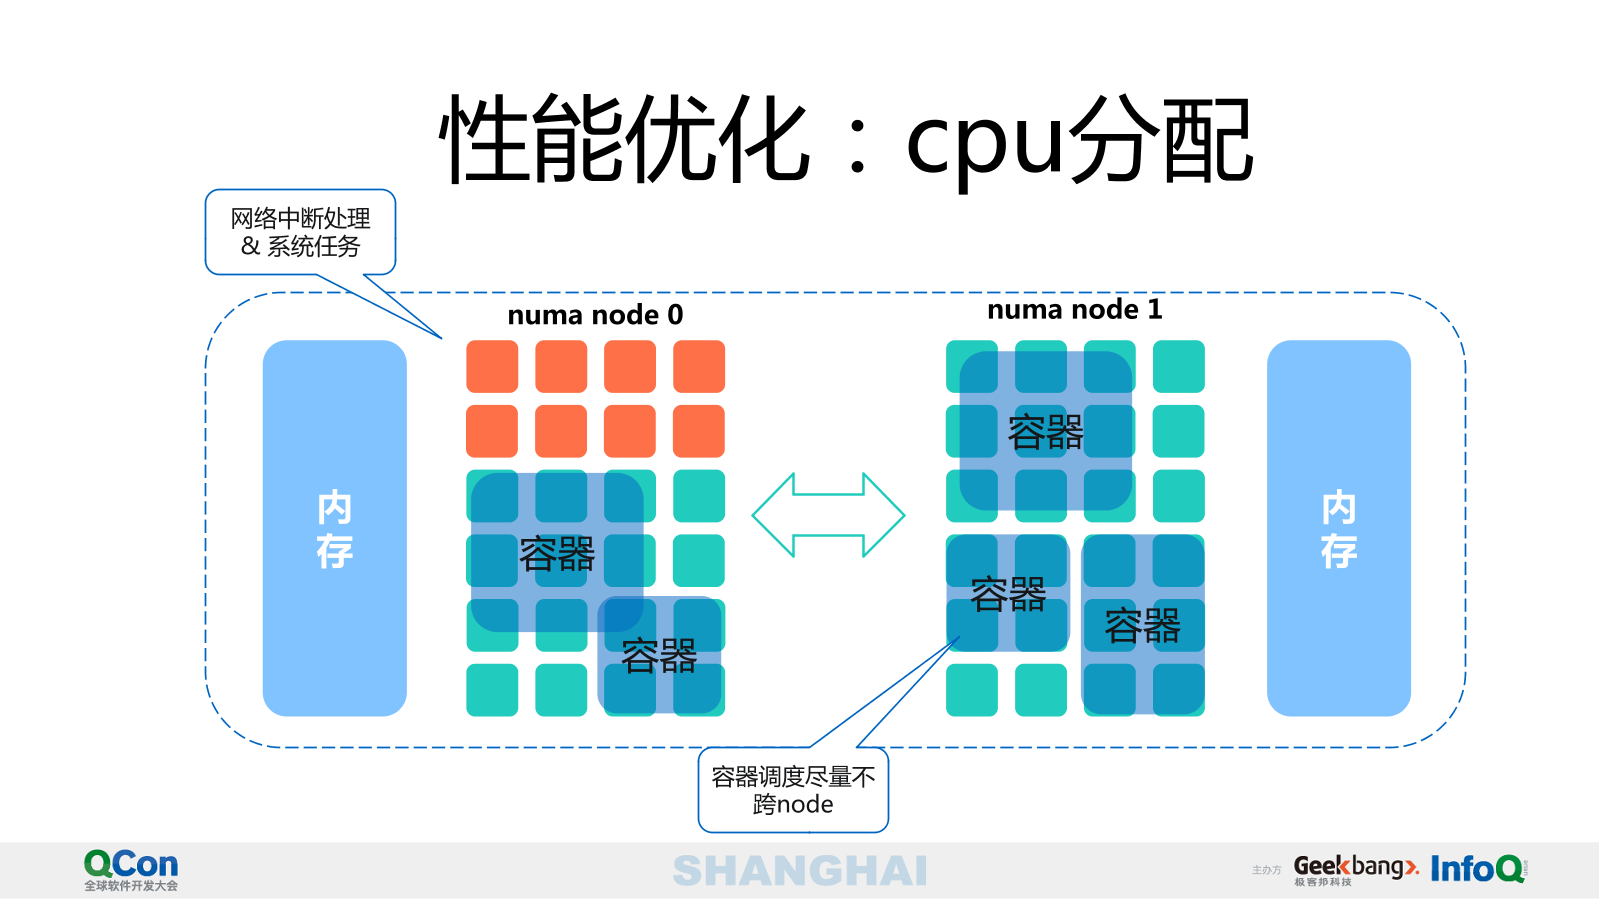 性能优化：cpu分配
网络中断处理
& 系统任务
numa node 0
numa node 1
内
存
容器
容器
容器
容器
容器
内
存
容器调度尽量不
跨node
QCon
全球软件开发大会
SHANGHAI
主办方
Geekbang
极客邦科技
InfoQ